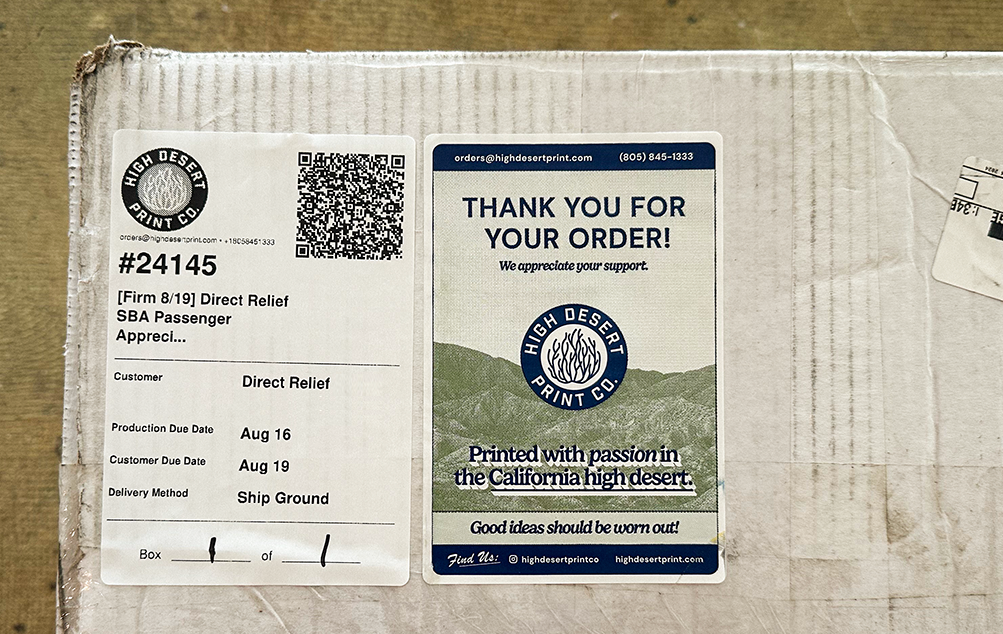 HIGH DESERT
PRINT CO.
orders@highdesertprint.com • +18058451333
#24145
[Firm 8/19] Direct Relief
SBA Passenger
Appreci...
Customer Direct Relief
Production Due Date Aug 16
Customer Due Date Aug 19
Delivery Method Ship Ground
Box 1 of 1
orders@highdesertprint.com (805) 845-1333
THANK YOU FOR
YOUR ORDER!
We appreciate your support.
HIGH DESERT
PRINT CO.
Printed with passion in
the California high desert.
Good ideas should be worn out!
Find Us: highdesertprintco highdesertprint.com